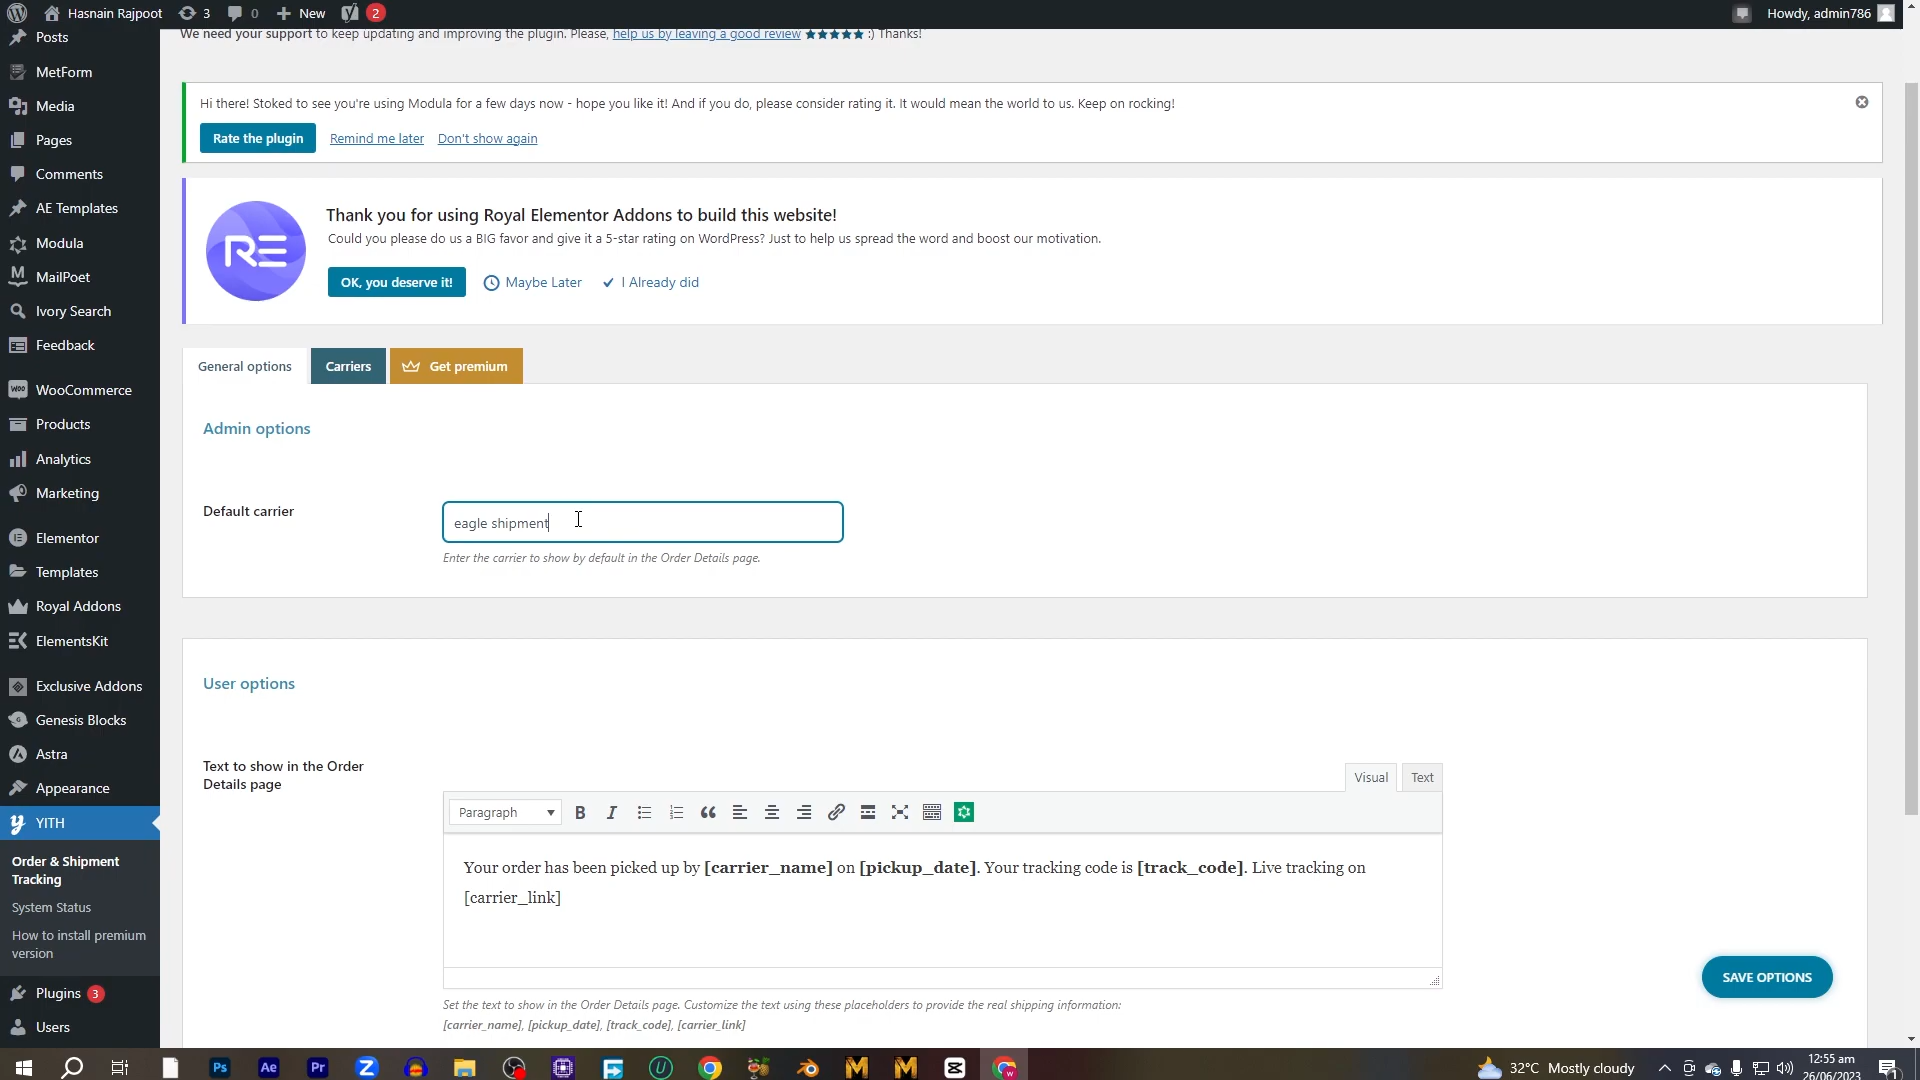 Hasnain Rajpoot 3 0 New 2 Howdy, admin786
Posts
MetForm
Media
Pages
Comments
AE Templates
Modula
MailPoet
Ivory Search
Feedback
WooCommerce
Products
Analytics
Marketing
Elementor
Templates
Royal Addons
ElementsKit
Exclusive Addons
Genesis Blocks
Astra
Appearance
YITH
Order & Shipment
Tracking
System Status
How to install premium
version
Plugins 3
Users
We need your support to keep updating and improving the plugin. Please, help us by leaving a good review ★★★★★ :) Thanks!
Hi there! Stoked to see you're using Modula for a few days now - hope you like it! And if you do, please consider rating it. It would mean the world to us. Keep on rocking!
Rate the plugin Remind me later Don't show again
RE
Thank you for using Royal Elementor Addons to build this website!
Could you please do us a BIG favor and give it a 5-star rating on WordPress? Just to help us spread the word and boost our motivation.
OK, you deserve it! Maybe Later I Already did
General options Carriers Get premium
Admin options
Default carrier
eagle shipment
Enter the carrier to show by default in the Order Details page.
User options
Text to show in the Order
Details page
Visual Text
Paragraph B I
Your order has been picked up by [carrier_name] on [pickup_date]. Your tracking code is [track_code]. Live tracking on
[carrier_link]
SAVE OPTIONS
Set the text to show in the Order Details page. Customize the text using these placeholders to provide the real shipping information:
[carrier_name], [pickup_date], [track_code], [carrier_link]
Ps Ae Pr Z 32°C Mostly cloudy
12:55 am
26/06/2023
1